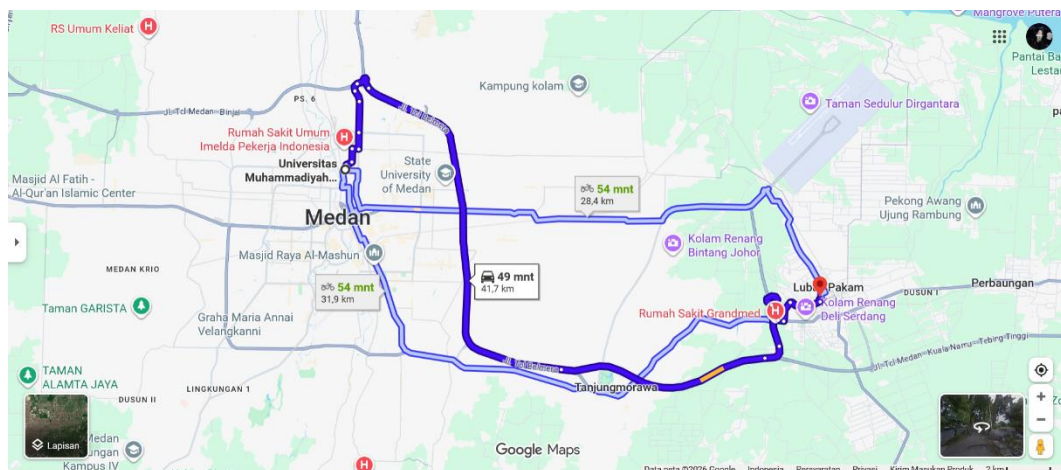 RS Umum Keliat
Mangrove Putera
Pantai Ba
Lestar
Kampung kolam
PS. 6
Jl. Tol Medan-Binjai
Taman Sedulur Dirgantara
Rumah Sakit Umum
Imelda Pekerja Indonesia
Universitas
Muhammadiyah...
State
University
of Medan
Masjid Al Fatih -
Al-Qur'an Islamic Center
54 mnt
28,4 km
Pekong Awang
Ujung Rambung
Medan
Kolam Renang
Bintang Johor
Masjid Raya Al-Mashun
MEDAN KRIO
49 mnt
41,7 km
54 mnt
31,9 km
Perbaungan
DUSUN I
Taman GARISTA
Graha Maria Annai
Velangkanni
Rumah Sakit Grandmed
Kolam Renang
Deli Serdang
TAMAN
ALAMTA JAYA
LINGKUNGAN 1
DUSUN II
Tanjungmorawa
Jl. Tol Medan - Kuala Namu - Tebing Tinggi
Lapisan
Medan
Kampus IV
Google Maps
Data peta ©2026 Google
Indonesia
Persyaratan
Privasi
Kirim Masukan Produk
2 km